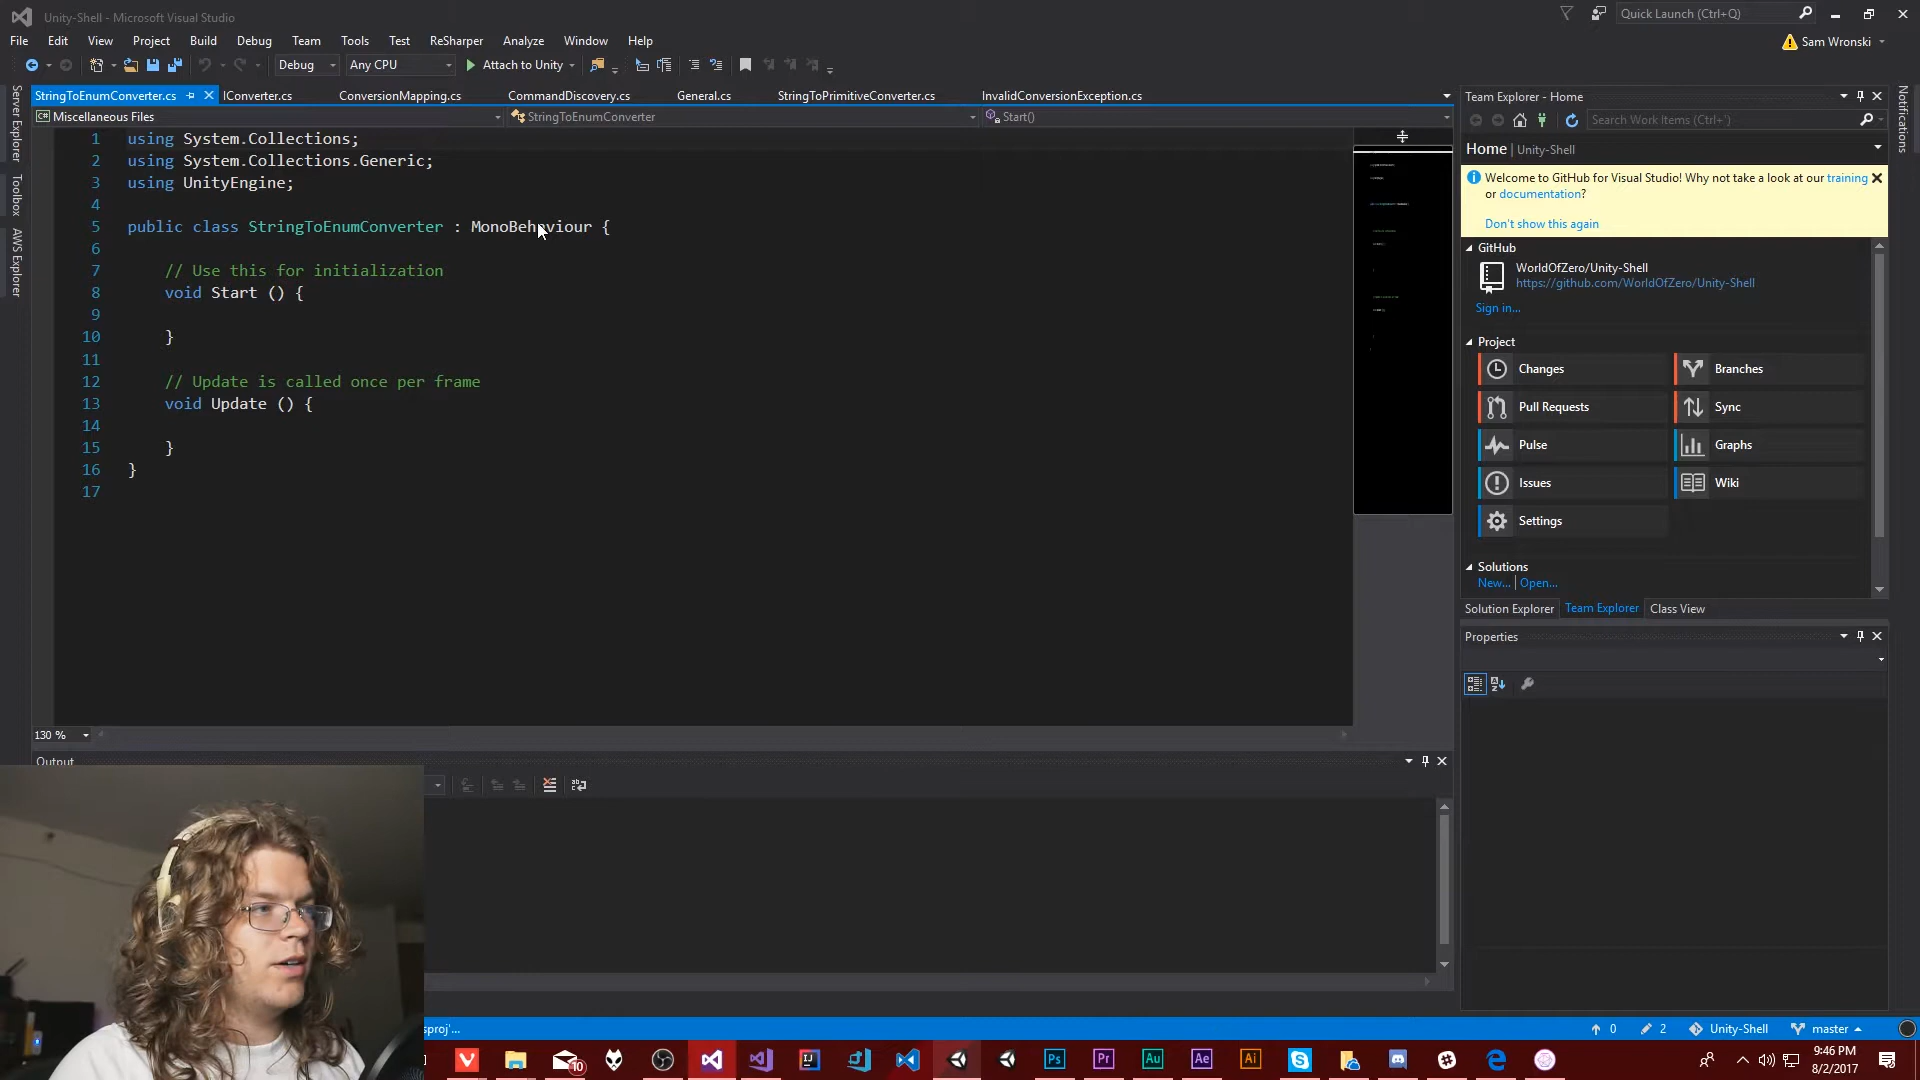 Unity-Shell - Microsoft Visual Studio
Quick Launch (Ctrl+Q)
File Edit View Project Build Debug Team Tools Test ReSharper Analyze Window Help
Sam Wronski
Debug Any CPU Attach to Unity
StringToEnumConverter.cs IConverter.cs ConversionMapping.cs CommandDiscovery.cs General.cs StringToPrimitiveConverter.cs InvalidConversionException.cs
Miscellaneous Files StringToEnumConverter Start()
Server Explorer
Toolbox
AWS Explorer
1 using System.Collections;
2 using System.Collections.Generic;
3 using UnityEngine;
4
5 public class StringToEnumConverter : MonoBehaviour {
6
7 // Use this for initialization
8 void Start () {
9
10 }
11
12 // Update is called once per frame
13 void Update () {
14
15 }
16 }
17
130 %
Output
Team Explorer - Home
Search Work Items (Ctrl+')
Home | Unity-Shell
Welcome to GitHub for Visual Studio! Why not take a look at our training
or documentation?
Don't show this again
GitHub
WorldOfZero/Unity-Shell
https://github.com/WorldOfZero/Unity-Shell
Sign in...
Project
Changes Branches
Pull Requests Sync
Pulse Graphs
Issues Wiki
Settings
Solutions
New... | Open...
Solution Explorer Team Explorer Class View
Properties
Notifications
sproj'...
0 2 Unity-Shell master
10
Ps Pr Au Ae Ai
9:46 PM
8/2/2017